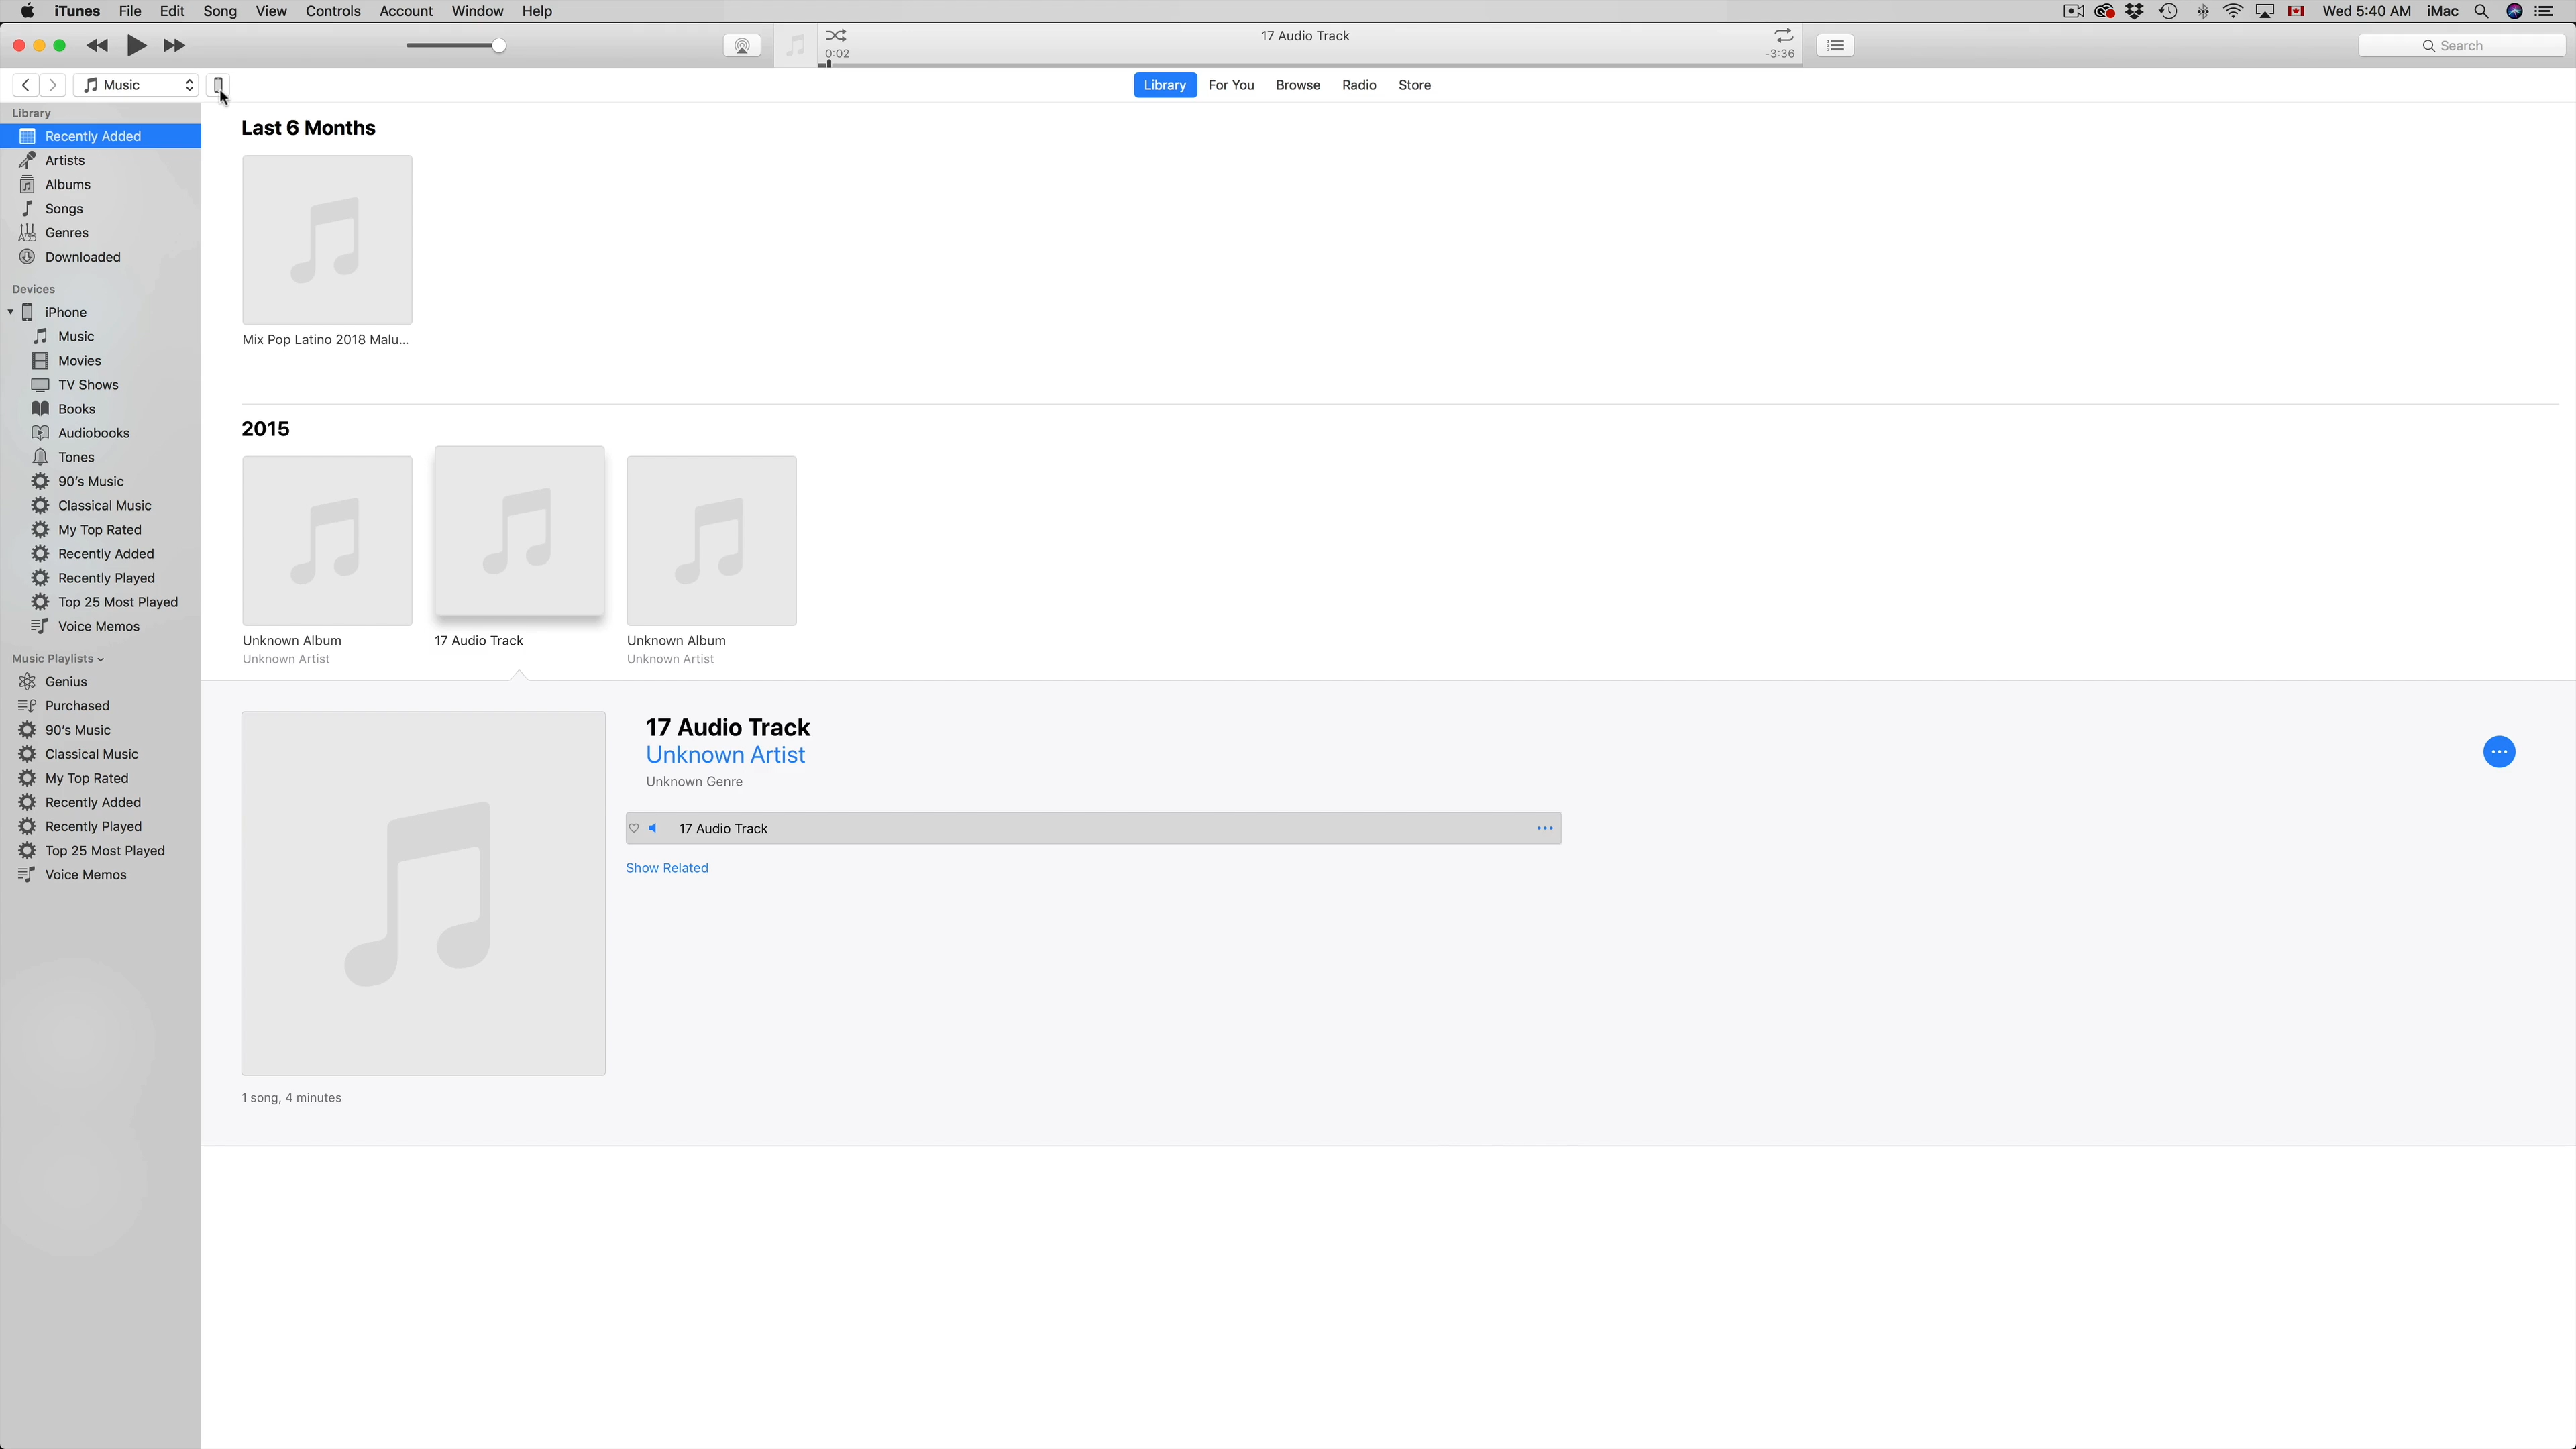 iTunes File Edit Song View Controls Account Window Help
Wed 5:40 AM iMac
17 Audio Track
0:02
-3:36
Search
Music
Library For You Browse Radio Store
Library
Recently Added
Artists
Albums
Songs
Genres
Downloaded
Devices
iPhone
Music
Movies
TV Shows
Books
Audiobooks
Tones
90's Music
Classical Music
My Top Rated
Recently Added
Recently Played
Top 25 Most Played
Voice Memos
Music Playlists
Genius
Purchased
90's Music
Classical Music
My Top Rated
Recently Added
Recently Played
Top 25 Most Played
Voice Memos
Last 6 Months
Mix Pop Latino 2018 Malu...
2015
Unknown Album
Unknown Artist
17 Audio Track
Unknown Album
Unknown Artist
17 Audio Track
Unknown Artist
Unknown Genre
17 Audio Track
Show Related
1 song, 4 minutes